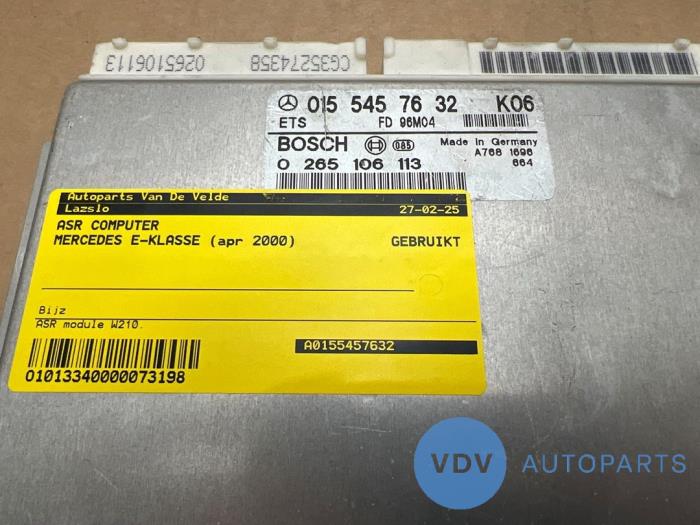 0265106113
CG35274358
015 545 76 32 K06
ETS FD 96M04
BOSCH 085 Made in Germany
0 265 106 113 A768 1696
664
Autoparts Van De Velde
Lazslo 27-02-25
ASR COMPUTER
MERCEDES E-KLASSE (apr 2000) GEBRUIKT
Bijz
ASR module W210.
A0155457632
01013340000073198
VDV AUTOPARTS